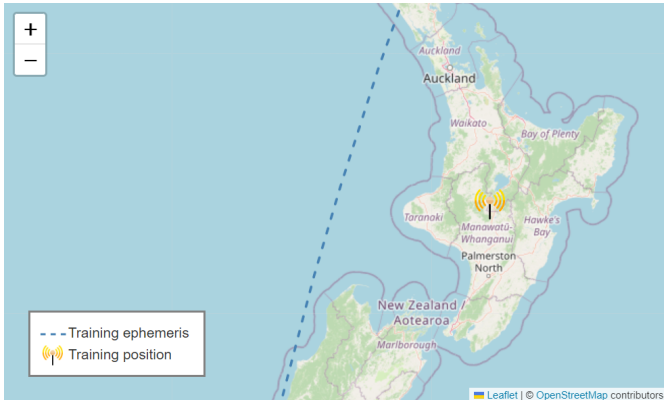 +
−
Auckland
Auckland
Waikato
Bay of Plenty
Taranaki
Manawatū-
Whanganui
Hawke's
Bay
Palmerston
North
New Zealand /
Aotearoa
Marlborough
Training ephemeris
Training position
Leaflet | © OpenStreetMap contributors